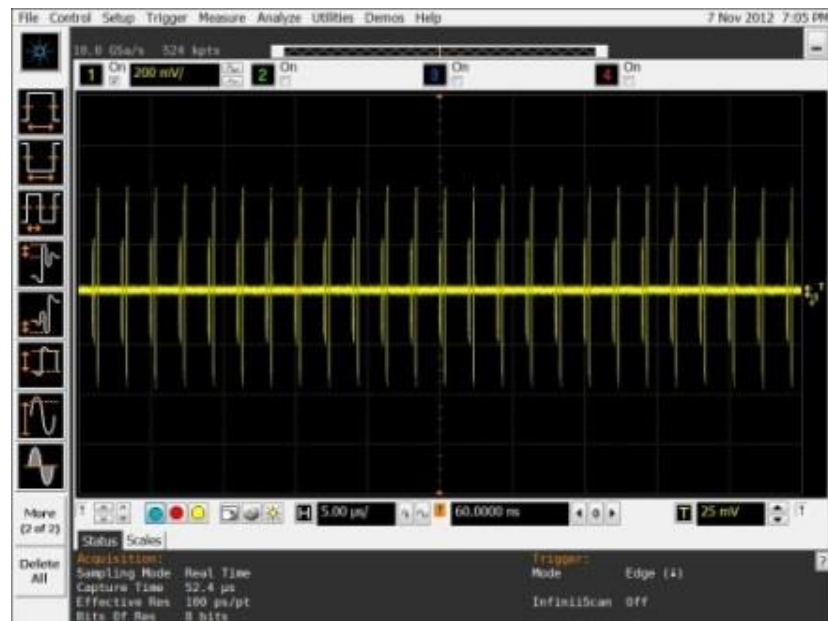 File Control Setup Trigger Measure Analyze Utilities Demos Help 7 Nov 2012 7:05 PM
10.0 GSa/s 524 kpts
1 On 200 mV/ 2 On 3 On 4 On
More
(2 of 2)
Delete
All
H 5.00 µs/ 60.0000 ns 0 T 25 mV
Status Scales
Acquisition:
Sampling Mode Real Time
Capture Time 52.4 µs
Effective Res 100 ps/pt
Bits Of Res 8 bits
Trigger:
Mode Edge (↓)
InfiniiScan Off
?